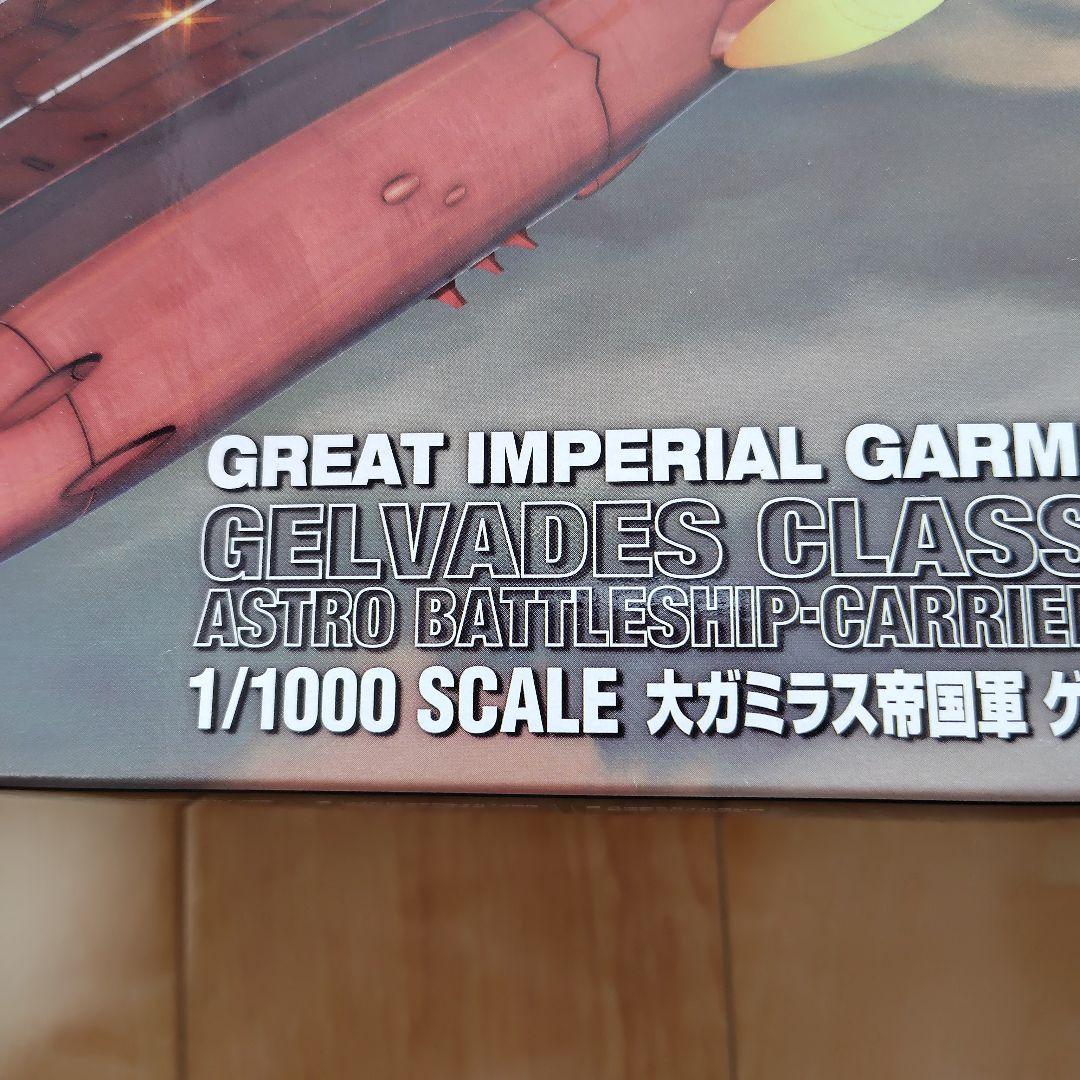 GREAT IMPERIAL GARM
GELVADES CLASS
ASTRO BATTLESHIP-CARRIE
1/1000 SCALE 大ガミラス帝国軍 ゲ